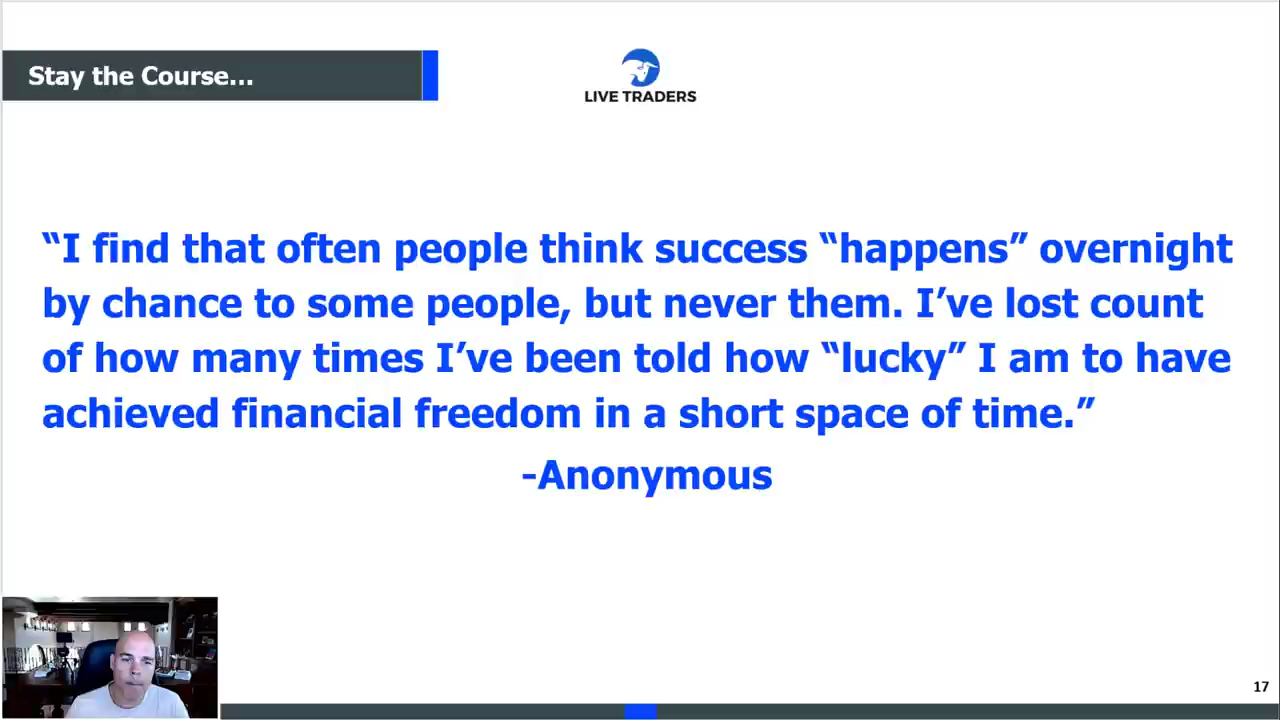 Stay the Course...
LIVE TRADERS
“I find that often people think success “happens” overnight
by chance to some people, but never them. I’ve lost count
of how many times I’ve been told how “lucky” I am to have
achieved financial freedom in a short space of time.”
-Anonymous
17